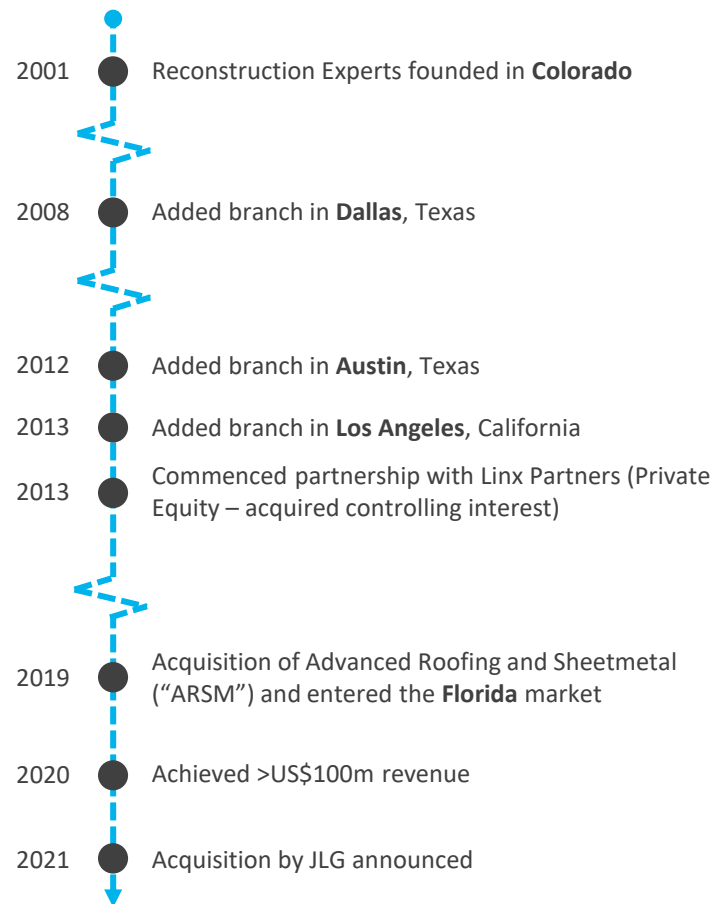 2001 Reconstruction Experts founded in Colorado
2008 Added branch in Dallas, Texas
2012 Added branch in Austin, Texas
2013 Added branch in Los Angeles, California
2013 Commenced partnership with Linx Partners (Private
Equity – acquired controlling interest)
2019 Acquisition of Advanced Roofing and Sheetmetal
(“ARSM”) and entered the Florida market
2020 Achieved >US$100m revenue
2021 Acquisition by JLG announced